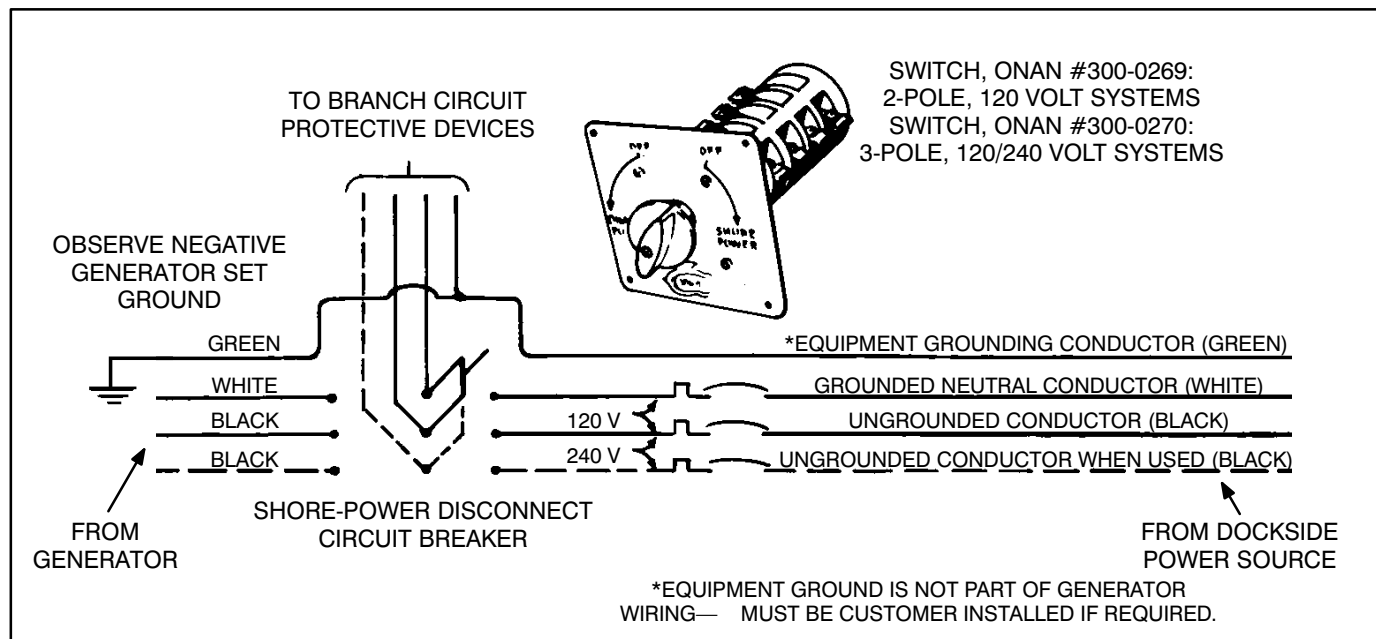 SWITCH, ONAN #300-0269:
2-POLE, 120 VOLT SYSTEMS
SWITCH, ONAN #300-0270:
3-POLE, 120/240 VOLT SYSTEMS
TO BRANCH CIRCUIT
PROTECTIVE DEVICES
OFF
OFF
SHORE
POWER
OBSERVE NEGATIVE
GENERATOR SET
GROUND
GREEN
*EQUIPMENT GROUNDING CONDUCTOR (GREEN)
WHITE
GROUNDED NEUTRAL CONDUCTOR (WHITE)
BLACK
120 V
UNGROUNDED CONDUCTOR (BLACK)
BLACK
240 V
UNGROUNDED CONDUCTOR WHEN USED (BLACK)
FROM
GENERATOR
SHORE-POWER DISCONNECT
CIRCUIT BREAKER
FROM DOCKSIDE
POWER SOURCE
*EQUIPMENT GROUND IS NOT PART OF GENERATOR
WIRING— MUST BE CUSTOMER INSTALLED IF REQUIRED.